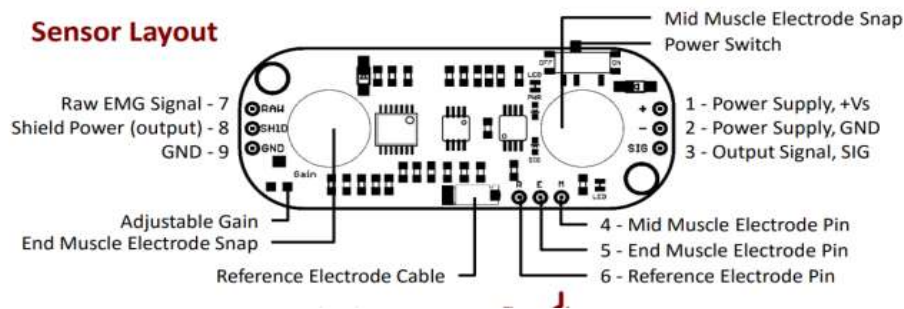 Sensor Layout
Mid Muscle Electrode Snap
Power Switch
Raw EMG Signal - 7
Shield Power (output) - 8
GND - 9
1 - Power Supply, +Vs
2 - Power Supply, GND
3 - Output Signal, SIG
OFF
ON
LED
PWR
RAW
SHID
GND
+
-
SIG
SIG
Gain
R E M
LED
Adjustable Gain
End Muscle Electrode Snap
Reference Electrode Cable
4 - Mid Muscle Electrode Pin
5 - End Muscle Electrode Pin
6 - Reference Electrode Pin